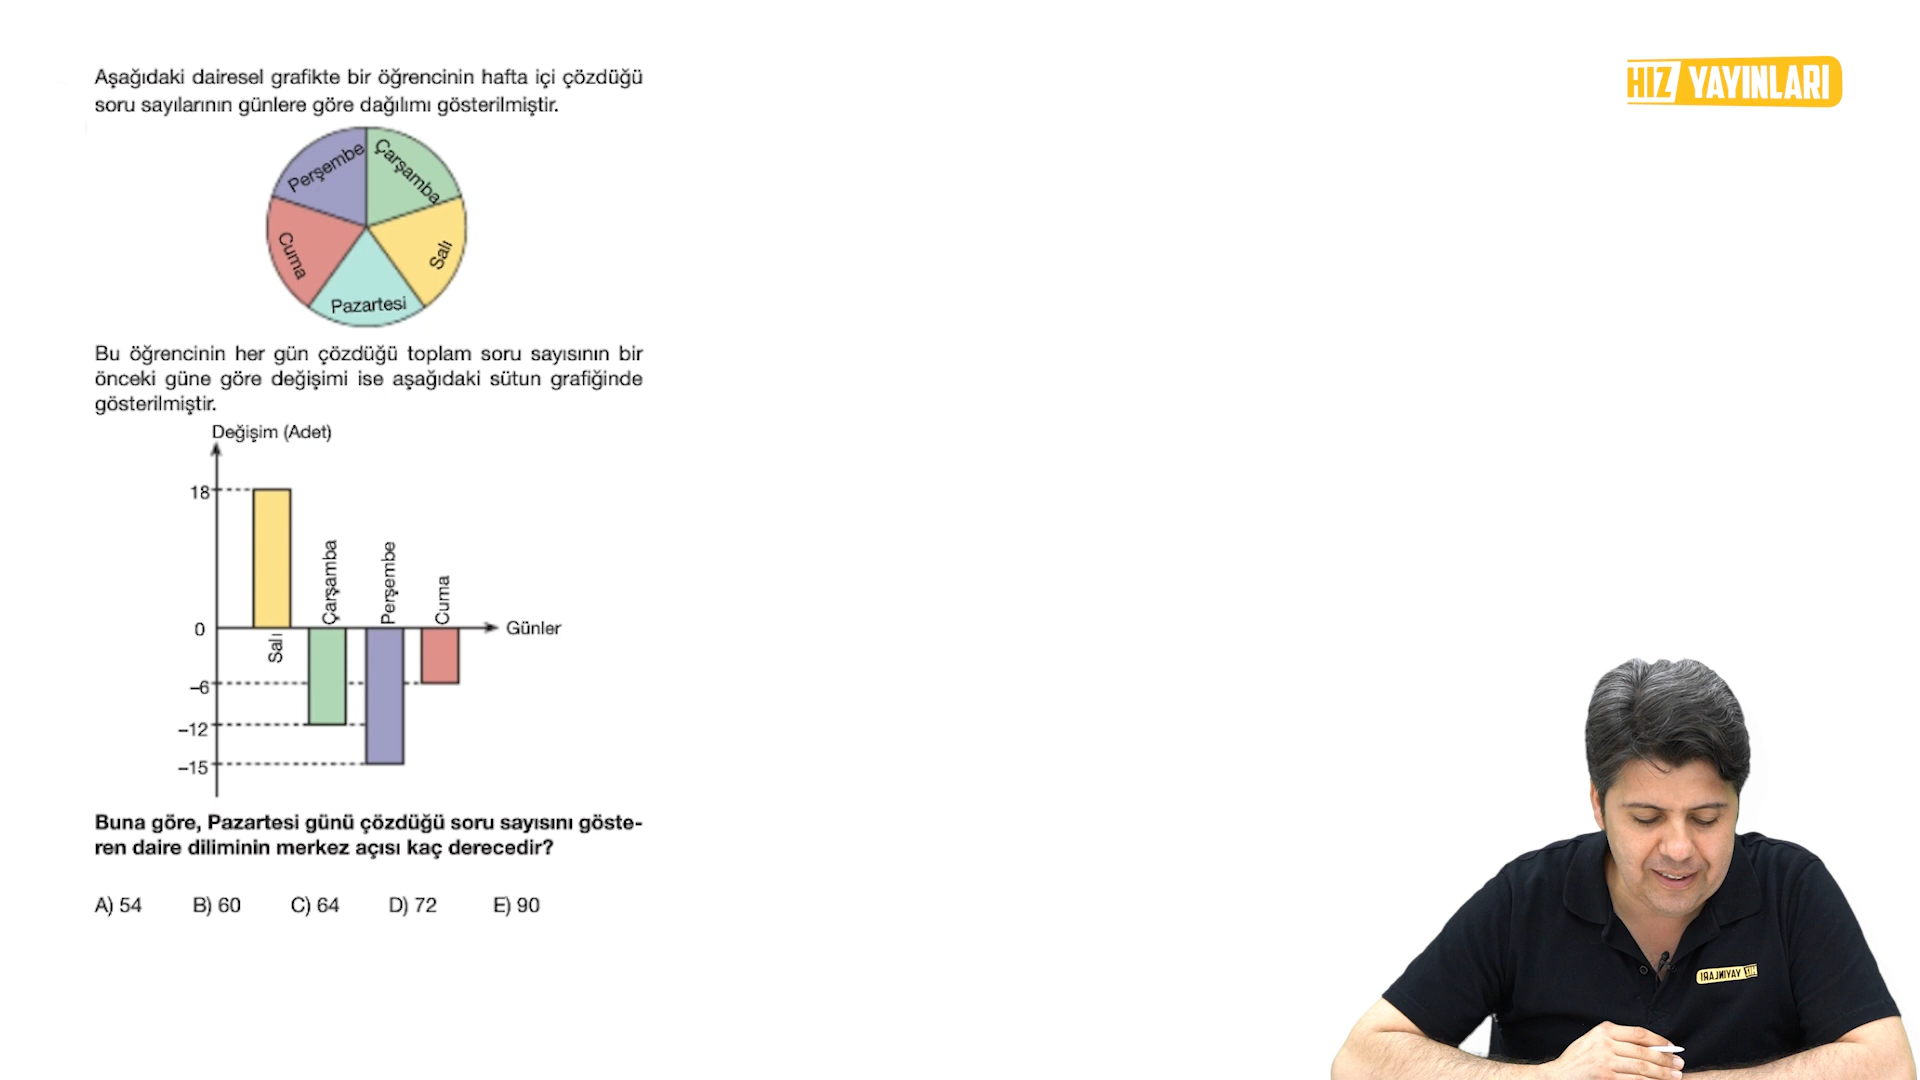 Aşağıdaki dairesel grafikte bir öğrencinin hafta içi çözdüğü
soru sayılarının günlere göre dağılımı gösterilmiştir.
HIZ YAYINLARI
Perşembe
Çarşamba
Cuma
Salı
Pazartesi
Bu öğrencinin her gün çözdüğü toplam soru sayısının bir
önceki güne göre değişimi ise aşağıdaki sütun grafiğinde
gösterilmiştir.
Değişim (Adet)
18
Çarşamba
Perşembe
Cuma
0
Günler
Salı
–6
–12
–15
Buna göre, Pazartesi günü çözdüğü soru sayısını göste-
ren daire diliminin merkez açısı kaç derecedir?
A) 54 B) 60 C) 64 D) 72 E) 90
HIZ YAYINLARI